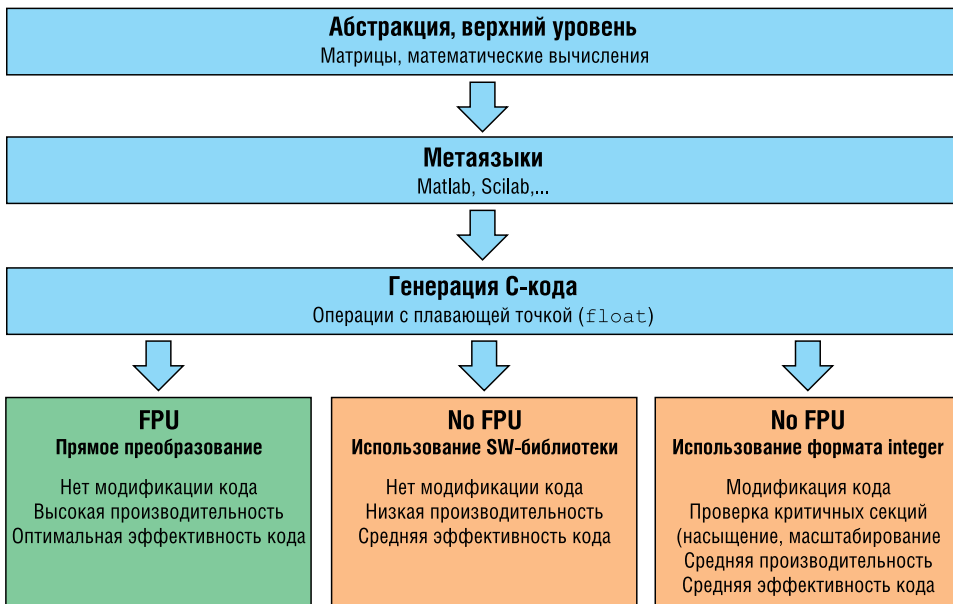 Абстракция, верхний уровень
Матрицы, математические вычисления
Метаязыки
Matlab, Scilab,...
Генерация С-кода
Операции с плавающей точкой (float)
FPU
Прямое преобразование
Нет модификации кода
Высокая производительность
Оптимальная эффективность кода
No FPU
Использование SW-библиотеки
Нет модификации кода
Низкая производительность
Средняя эффективность кода
No FPU
Использование формата integer
Модификация кода
Проверка критичных секций
(насыщение, масштабирование
Средняя производительность
Средняя эффективность кода